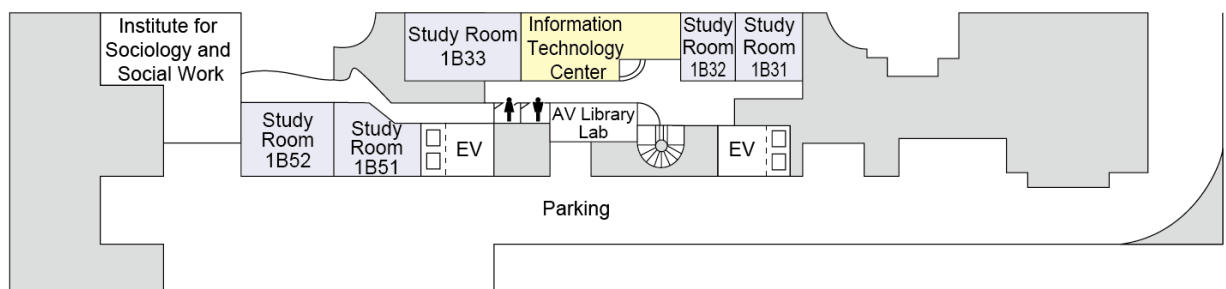 Institute for
Sociology and
Social Work
Study Room
1B33
Information
Technology
Center
Study
Room
1B32
Study
Room
1B31
Study
Room
1B52
Study
Room
1B51
EV
AV Library
Lab
EV
Parking